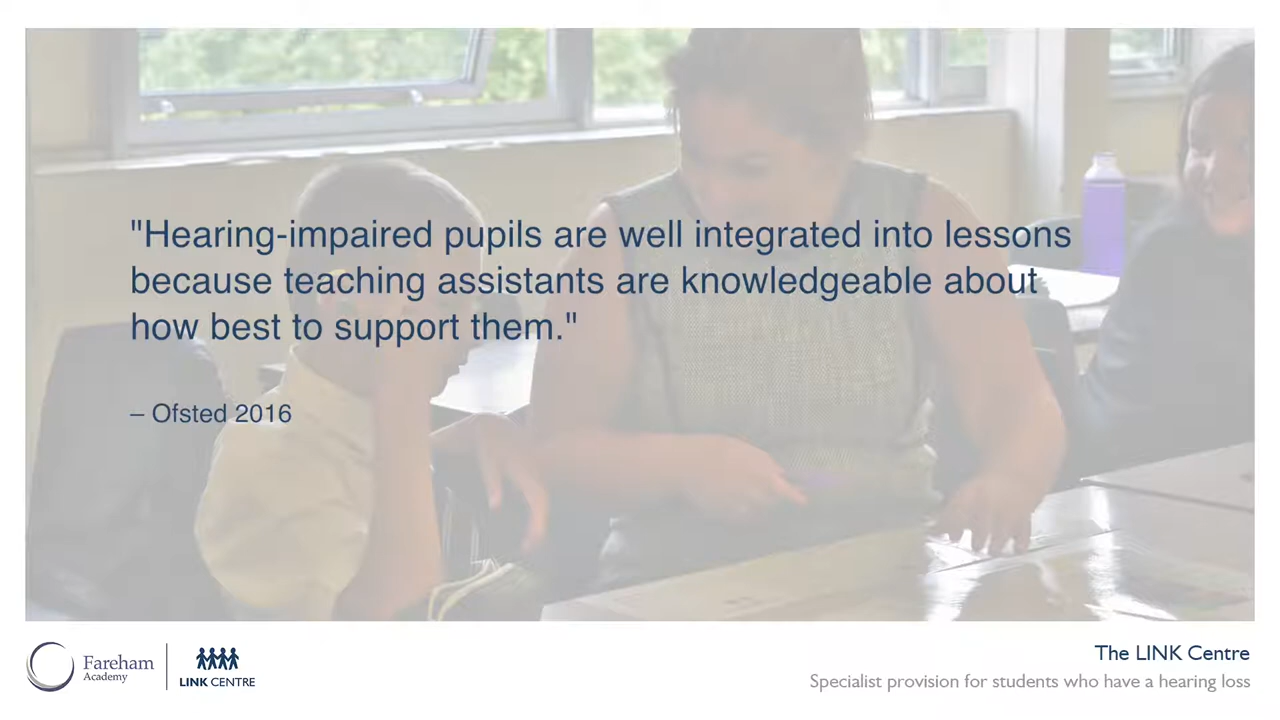 "Hearing-impaired pupils are well integrated into lessons
because teaching assistants are knowledgeable about
how best to support them."
– Ofsted 2016
Fareham
Academy
LINK CENTRE
The LINK Centre
Specialist provision for students who have a hearing loss